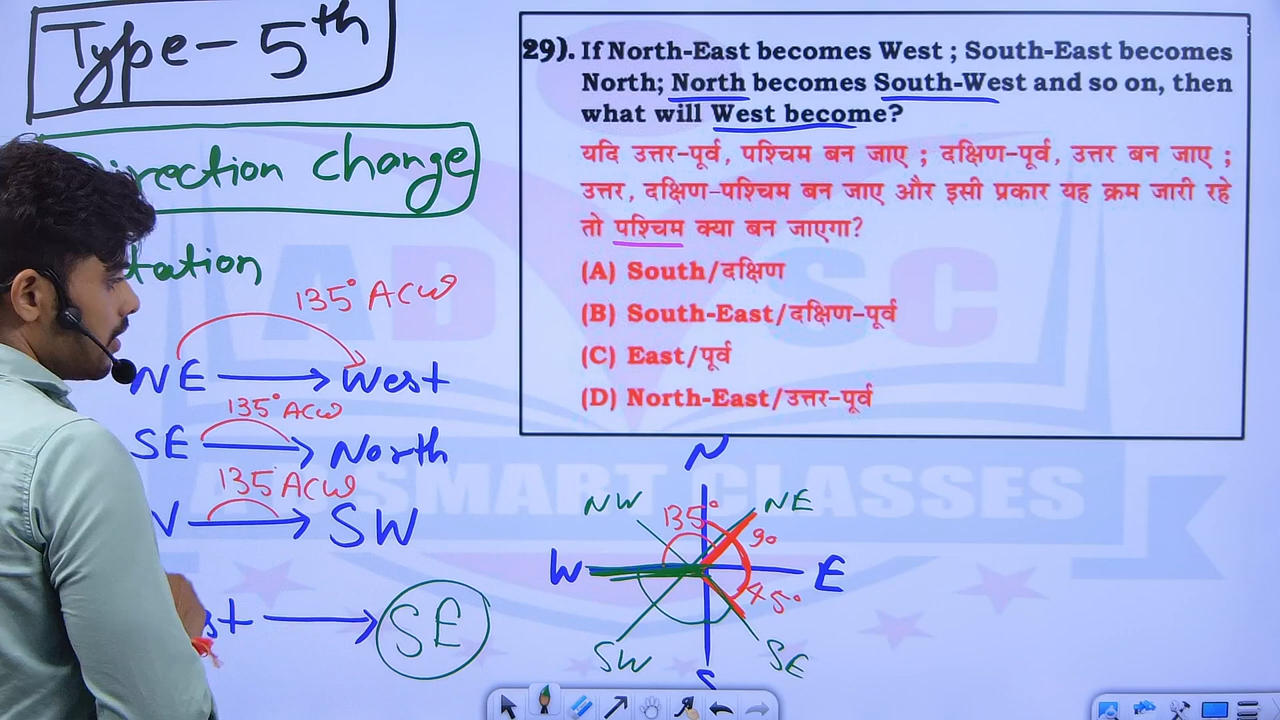 Type-5th
Direction change
tation
135° ACW
NE → West
135° ACW
SE → North
135 ACW
N → SW
st → SE
29). If North-East becomes West ; South-East becomes
North; North becomes South-West and so on, then
what will West become?
यदि उत्तर-पूर्व, पश्चिम बन जाए ; दक्षिण-पूर्व, उत्तर बन जाए ;
उत्तर, दक्षिण-पश्चिम बन जाए और इसी प्रकार यह क्रम जारी रहे
तो पश्चिम क्या बन जाएगा?
(A) South/दक्षिण
(B) South-East/दक्षिण-पूर्व
(C) East/पूर्व
(D) North-East/उत्तर-पूर्व
N
NW
NE
135°
90
W
E
45°
SW
SE
S
SMART CLASSES